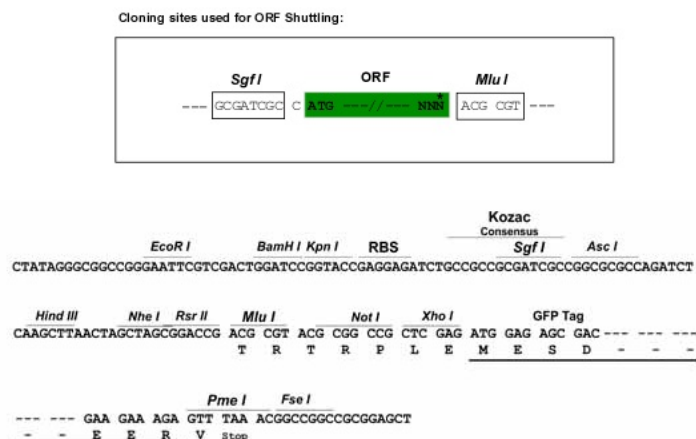 Cloning sites used for ORF Shuttling:
Sgf I ORF Mlu I
--- GCGATCGC C ATG ---//--- NNN* ACG CGT ---
Kozac
Consensus
EcoR I BamH I Kpn I RBS Sgf I Asc I
CTATAGGGCGGCCGGGAATTCGTCGACTGGATCCGGTACCGAGGAGATCTGCCGCCGCGATCGCCGGCGCGCCAGATCT
Hind III Nhe I Rsr II Mlu I Not I Xho I GFP Tag
CAAGCTTAACTAGCTAGCGGACCG ACG CGT ACG CGG CCG CTC GAG ATG GAG AGC GAC --- ---
T R T R P L E M E S D - - -
Pme I Fse I
--- --- GAA GAA AGA GTT TAA ACGGCCGGCCGCGGAGCT
- - E E R V Stop